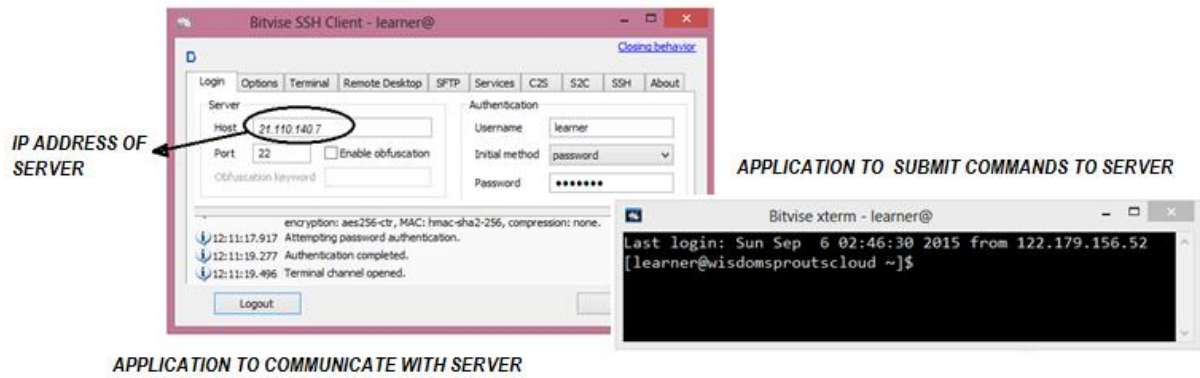 Bitvise SSH Client - learner@
Closing behavior
Login Options Terminal Remote Desktop SFTP Services C2S S2C SSH About
Server
Host 21.110.140.7
Port 22 Enable obfuscation
Obfuscation keyword
Authentication
Username learner
Initial method password
Password •••••••
IP ADDRESS OF
SERVER
encryption: aes256-ctr, MAC: hmac-sha2-256, compression: none.
12:11:17.917 Attempting password authentication.
12:11:19.277 Authentication completed.
12:11:19.496 Terminal channel opened.
Logout
APPLICATION TO COMMUNICATE WITH SERVER
APPLICATION TO SUBMIT COMMANDS TO SERVER
Bitvise xterm - learner@
Last login: Sun Sep 6 02:46:30 2015 from 122.179.156.52
[learner@wisdomsproutscloud ~]$